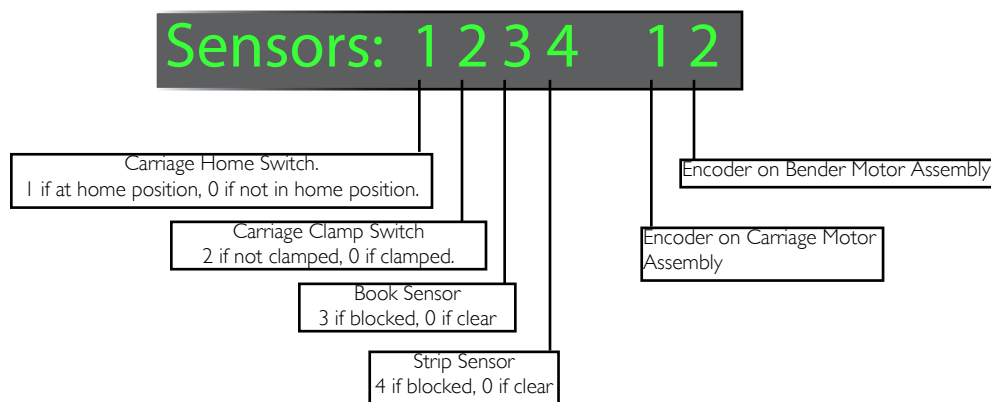 Sensors: 1 2 3 4 1 2
Carriage Home Switch.
1 if at home position, 0 if not in home position.
Encoder on Bender Motor Assembly
Carriage Clamp Switch
2 if not clamped, 0 if clamped.
Encoder on Carriage Motor
Assembly
Book Sensor
3 if blocked, 0 if clear
Strip Sensor
4 if blocked, 0 if clear